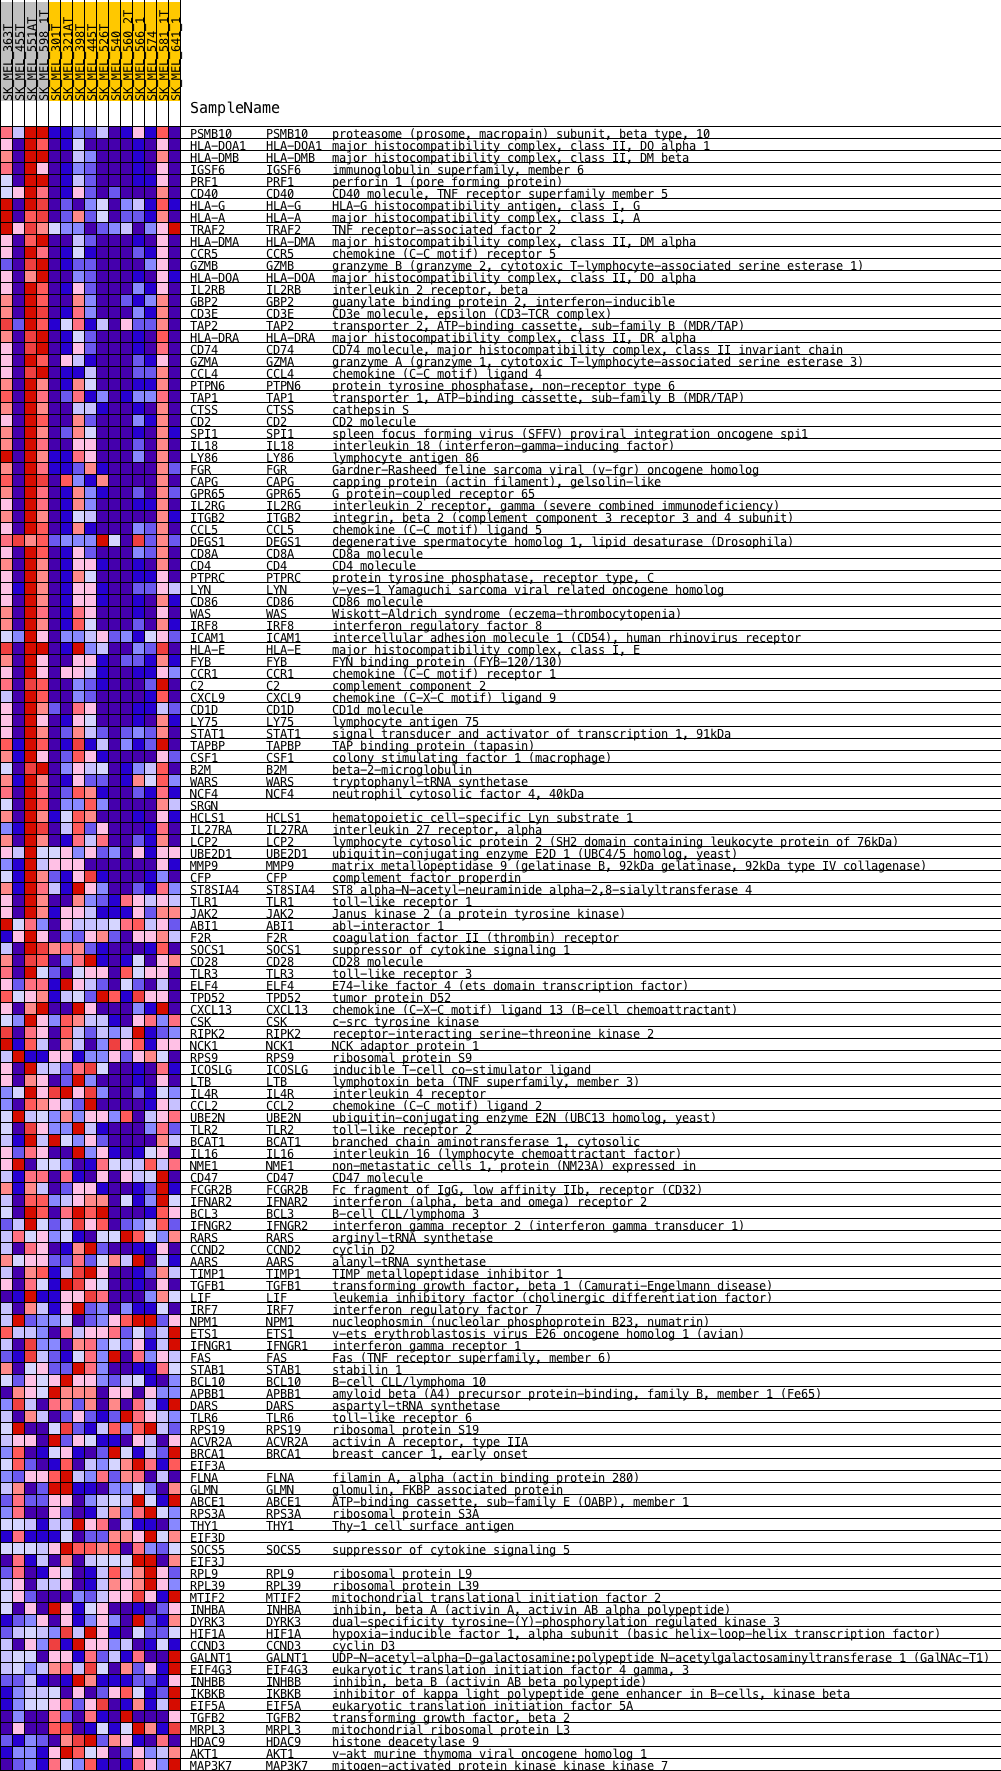 SK_MEL_363T
SK_MEL_455T
SK_MEL_551AT
SK_MEL_598_1T
SK_MEL_301T
SK_MEL_321AT
SK_MEL_398T
SK_MEL_445T
SK_MEL_526T
SK_MEL_540
SK_MEL_560_2T
SK_MEL_566_1
SK_MEL_574
SK_MEL_581_1T
SK_MEL_641_1
SampleName
PSMB10 PSMB10 proteasome (prosome, macropain) subunit, beta type, 10
HLA-DOA1 HLA-DOA1 major histocompatibility complex, class II, DO alpha 1
HLA-DMB HLA-DMB major histocompatibility complex, class II, DM beta
IGSF6 IGSF6 immunoglobulin superfamily, member 6
PRF1 PRF1 perforin 1 (pore forming protein)
CD40 CD40 CD40 molecule, TNF receptor superfamily member 5
HLA-G HLA-G HLA-G histocompatibility antigen, class I, G
HLA-A HLA-A major histocompatibility complex, class I, A
TRAF2 TRAF2 TNF receptor-associated factor 2
HLA-DMA HLA-DMA major histocompatibility complex, class II, DM alpha
CCR5 CCR5 chemokine (C-C motif) receptor 5
GZMB GZMB granzyme B (granzyme 2, cytotoxic T-lymphocyte-associated serine esterase 1)
HLA-DOA HLA-DOA major histocompatibility complex, class II, DO alpha
IL2RB IL2RB interleukin 2 receptor, beta
GBP2 GBP2 guanylate binding protein 2, interferon-inducible
CD3E CD3E CD3e molecule, epsilon (CD3-TCR complex)
TAP2 TAP2 transporter 2, ATP-binding cassette, sub-family B (MDR/TAP)
HLA-DRA HLA-DRA major histocompatibility complex, class II, DR alpha
CD74 CD74 CD74 molecule, major histocompatibility complex, class II invariant chain
GZMA GZMA granzyme A (granzyme 1, cytotoxic T-lymphocyte-associated serine esterase 3)
CCL4 CCL4 chemokine (C-C motif) ligand 4
PTPN6 PTPN6 protein tyrosine phosphatase, non-receptor type 6
TAP1 TAP1 transporter 1, ATP-binding cassette, sub-family B (MDR/TAP)
CTSS CTSS cathepsin S
CD2 CD2 CD2 molecule
SPI1 SPI1 spleen focus forming virus (SFFV) proviral integration oncogene spi1
IL18 IL18 interleukin 18 (interferon-gamma-inducing factor)
LY86 LY86 lymphocyte antigen 86
FGR FGR Gardner-Rasheed feline sarcoma viral (v-fgr) oncogene homolog
CAPG CAPG capping protein (actin filament), gelsolin-like
GPR65 GPR65 G protein-coupled receptor 65
IL2RG IL2RG interleukin 2 receptor, gamma (severe combined immunodeficiency)
ITGB2 ITGB2 integrin, beta 2 (complement component 3 receptor 3 and 4 subunit)
CCL5 CCL5 chemokine (C-C motif) ligand 5
DEGS1 DEGS1 degenerative spermatocyte homolog 1, lipid desaturase (Drosophila)
CD8A CD8A CD8a molecule
CD4 CD4 CD4 molecule
PTPRC PTPRC protein tyrosine phosphatase, receptor type, C
LYN LYN v-yes-1 Yamaguchi sarcoma viral related oncogene homolog
CD86 CD86 CD86 molecule
WAS WAS Wiskott-Aldrich syndrome (eczema-thrombocytopenia)
IRF8 IRF8 interferon regulatory factor 8
ICAM1 ICAM1 intercellular adhesion molecule 1 (CD54), human rhinovirus receptor
HLA-E HLA-E major histocompatibility complex, class I, E
FYB FYB FYN binding protein (FYB-120/130)
CCR1 CCR1 chemokine (C-C motif) receptor 1
C2 C2 complement component 2
CXCL9 CXCL9 chemokine (C-X-C motif) ligand 9
CD1D CD1D CD1d molecule
LY75 LY75 lymphocyte antigen 75
STAT1 STAT1 signal transducer and activator of transcription 1, 91kDa
TAPBP TAPBP TAP binding protein (tapasin)
CSF1 CSF1 colony stimulating factor 1 (macrophage)
B2M B2M beta-2-microglobulin
WARS WARS tryptophanyl-tRNA synthetase
NCF4 NCF4 neutrophil cytosolic factor 4, 40kDa
SRGN
HCLS1 HCLS1 hematopoietic cell-specific Lyn substrate 1
IL27RA IL27RA interleukin 27 receptor, alpha
LCP2 LCP2 lymphocyte cytosolic protein 2 (SH2 domain containing leukocyte protein of 76kDa)
UBE2D1 UBE2D1 ubiquitin-conjugating enzyme E2D 1 (UBC4/5 homolog, yeast)
MMP9 MMP9 matrix metallopeptidase 9 (gelatinase B, 92kDa gelatinase, 92kDa type IV collagenase)
CFP CFP complement factor properdin
ST8SIA4 ST8SIA4 ST8 alpha-N-acetyl-neuraminide alpha-2,8-sialyltransferase 4
TLR1 TLR1 toll-like receptor 1
JAK2 JAK2 Janus kinase 2 (a protein tyrosine kinase)
ABI1 ABI1 abl-interactor 1
F2R F2R coagulation factor II (thrombin) receptor
SOCS1 SOCS1 suppressor of cytokine signaling 1
CD28 CD28 CD28 molecule
TLR3 TLR3 toll-like receptor 3
ELF4 ELF4 E74-like factor 4 (ets domain transcription factor)
TPD52 TPD52 tumor protein D52
CXCL13 CXCL13 chemokine (C-X-C motif) ligand 13 (B-cell chemoattractant)
CSK CSK c-src tyrosine kinase
RIPK2 RIPK2 receptor-interacting serine-threonine kinase 2
NCK1 NCK1 NCK adaptor protein 1
RPS9 RPS9 ribosomal protein S9
ICOSLG ICOSLG inducible T-cell co-stimulator ligand
LTB LTB lymphotoxin beta (TNF superfamily, member 3)
IL4R IL4R interleukin 4 receptor
CCL2 CCL2 chemokine (C-C motif) ligand 2
UBE2N UBE2N ubiquitin-conjugating enzyme E2N (UBC13 homolog, yeast)
TLR2 TLR2 toll-like receptor 2
BCAT1 BCAT1 branched chain aminotransferase 1, cytosolic
IL16 IL16 interleukin 16 (lymphocyte chemoattractant factor)
NME1 NME1 non-metastatic cells 1, protein (NM23A) expressed in
CD47 CD47 CD47 molecule
FCGR2B FCGR2B Fc fragment of IgG, low affinity IIb, receptor (CD32)
IFNAR2 IFNAR2 interferon (alpha, beta and omega) receptor 2
BCL3 BCL3 B-cell CLL/lymphoma 3
IFNGR2 IFNGR2 interferon gamma receptor 2 (interferon gamma transducer 1)
RARS RARS arginyl-tRNA synthetase
CCND2 CCND2 cyclin D2
AARS AARS alanyl-tRNA synthetase
TIMP1 TIMP1 TIMP metallopeptidase inhibitor 1
TGFB1 TGFB1 transforming growth factor, beta 1 (Camurati-Engelmann disease)
LIF LIF leukemia inhibitory factor (cholinergic differentiation factor)
IRF7 IRF7 interferon regulatory factor 7
NPM1 NPM1 nucleophosmin (nucleolar phosphoprotein B23, numatrin)
ETS1 ETS1 v-ets erythroblastosis virus E26 oncogene homolog 1 (avian)
IFNGR1 IFNGR1 interferon gamma receptor 1
FAS FAS Fas (TNF receptor superfamily, member 6)
STAB1 STAB1 stabilin 1
BCL10 BCL10 B-cell CLL/lymphoma 10
APBB1 APBB1 amyloid beta (A4) precursor protein-binding, family B, member 1 (Fe65)
DARS DARS aspartyl-tRNA synthetase
TLR6 TLR6 toll-like receptor 6
RPS19 RPS19 ribosomal protein S19
ACVR2A ACVR2A activin A receptor, type IIA
BRCA1 BRCA1 breast cancer 1, early onset
EIF3A
FLNA FLNA filamin A, alpha (actin binding protein 280)
GLMN GLMN glomulin, FKBP associated protein
ABCE1 ABCE1 ATP-binding cassette, sub-family E (OABP), member 1
RPS3A RPS3A ribosomal protein S3A
THY1 THY1 Thy-1 cell surface antigen
EIF3D
SOCS5 SOCS5 suppressor of cytokine signaling 5
EIF3J
RPL9 RPL9 ribosomal protein L9
RPL39 RPL39 ribosomal protein L39
MTIF2 MTIF2 mitochondrial translational initiation factor 2
INHBA INHBA inhibin, beta A (activin A, activin AB alpha polypeptide)
DYRK3 DYRK3 dual-specificity tyrosine-(Y)-phosphorylation regulated kinase 3
HIF1A HIF1A hypoxia-inducible factor 1, alpha subunit (basic helix-loop-helix transcription factor)
CCND3 CCND3 cyclin D3
GALNT1 GALNT1 UDP-N-acetyl-alpha-D-galactosamine:polypeptide N-acetylgalactosaminyltransferase 1 (GalNAc-T1)
EIF4G3 EIF4G3 eukaryotic translation initiation factor 4 gamma, 3
INHBB INHBB inhibin, beta B (activin AB beta polypeptide)
IKBKB IKBKB inhibitor of kappa light polypeptide gene enhancer in B-cells, kinase beta
EIF5A EIF5A eukaryotic translation initiation factor 5A
TGFB2 TGFB2 transforming growth factor, beta 2
MRPL3 MRPL3 mitochondrial ribosomal protein L3
HDAC9 HDAC9 histone deacetylase 9
AKT1 AKT1 v-akt murine thymoma viral oncogene homolog 1
MAP3K7 MAP3K7 mitogen-activated protein kinase kinase kinase 7